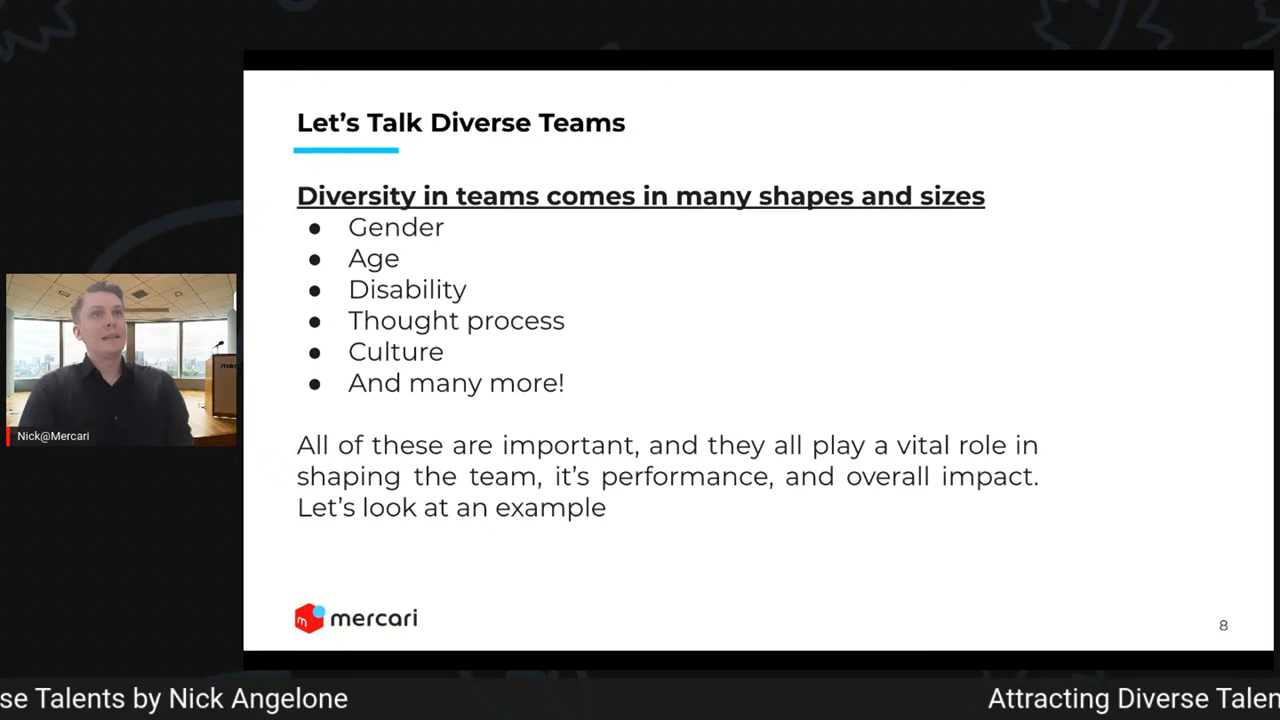 Let's Talk Diverse Teams
Diversity in teams comes in many shapes and sizes
● Gender
● Age
● Disability
● Thought process
● Culture
● And many more!
All of these are important, and they all play a vital role in
shaping the team, it's performance, and overall impact.
Let's look at an example
mercari
8
Nick@Mercari
se Talents by Nick Angelone
Attracting Diverse Talen